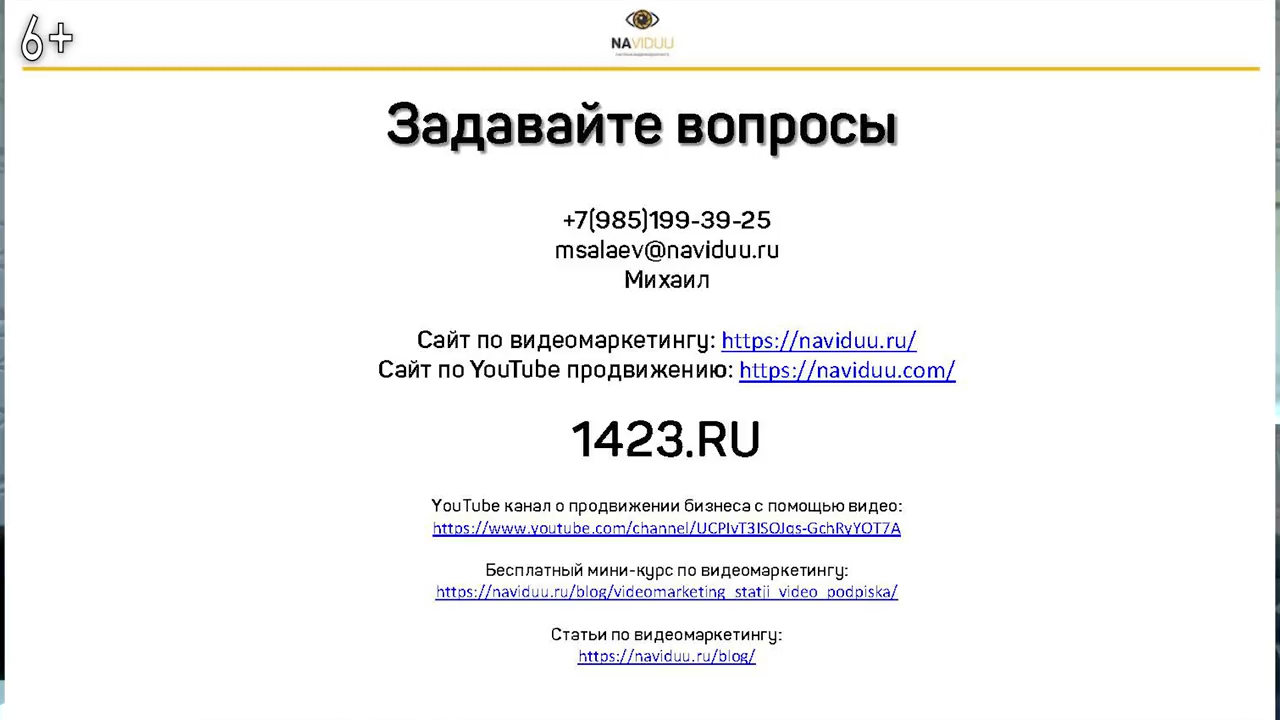 6+
NAVIDUU
Задавайте вопросы
+7(985)199-39-25
msalaev@naviduu.ru
Михаил
Сайт по видеомаркетингу: https://naviduu.ru/
Сайт по YouTube продвижению: https://naviduu.com/
1423.RU
YouTube канал о продвижении бизнеса с помощью видео:
https://www.youtube.com/channel/UCPIvT3ISOJqs-GchRyYOT7A
Бесплатный мини-курс по видеомаркетингу:
https://naviduu.ru/blog/videomarketing_statji_video_podpiska/
Статьи по видеомаркетингу:
https://naviduu.ru/blog/